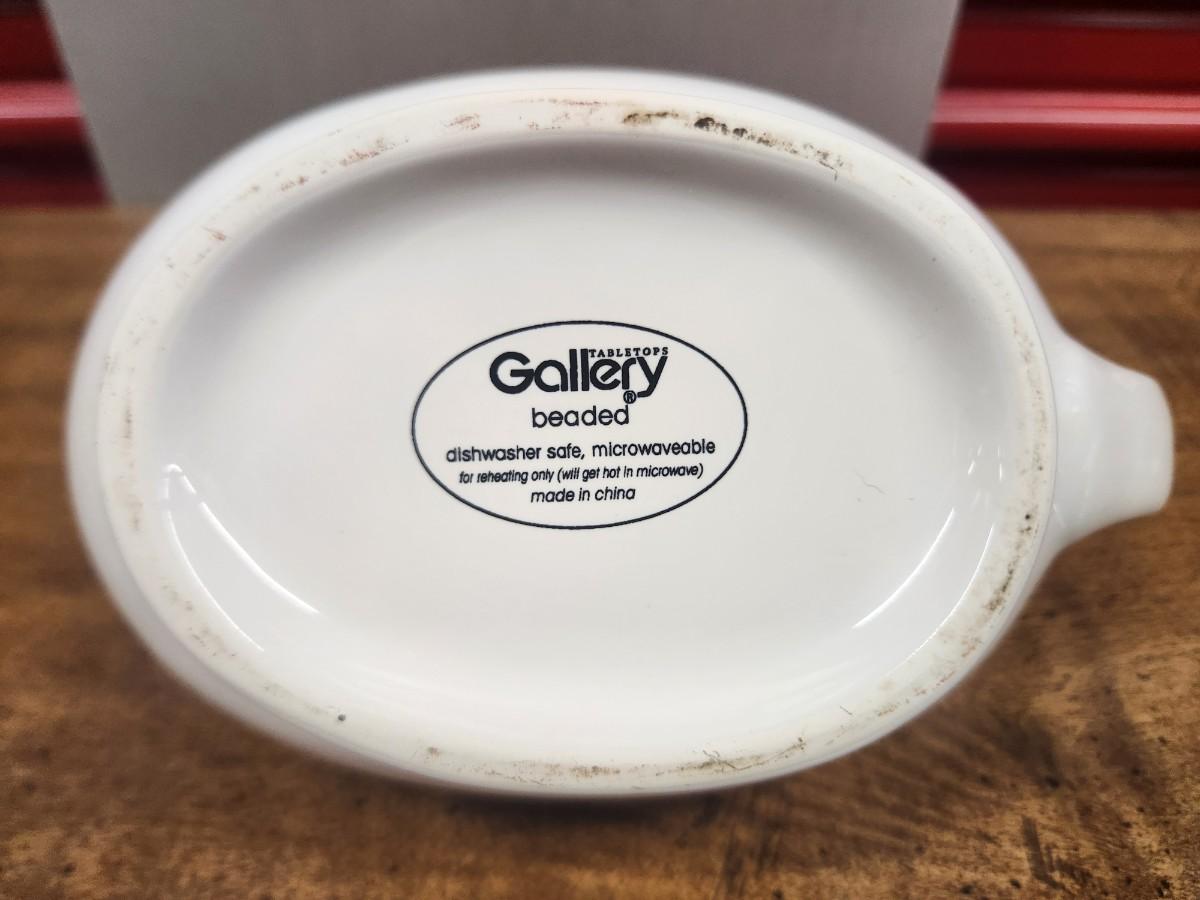 TABLETOPS
Gallery
®
beaded
dishwasher safe, microwaveable
for reheating only (will get hot in microwave)
made in china